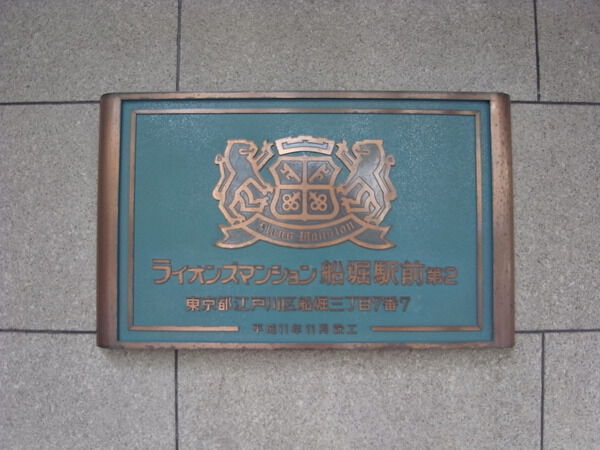 Lions Mansion
ライオンズマンション船堀駅前第2
東京都江戸川区船堀三丁目7番7
平成11年11月竣工